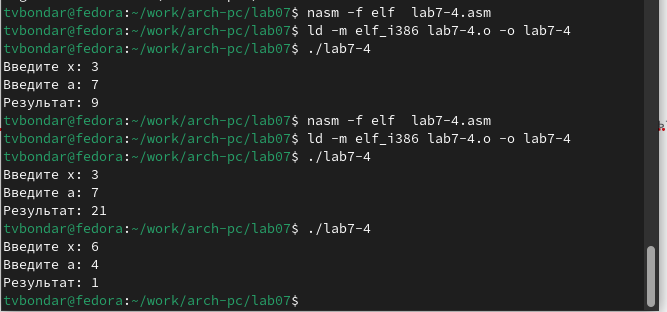 tvbondar@fedora:~/work/arch-pc/lab07$ nasm -f elf  lab7-4.asm
tvbondar@fedora:~/work/arch-pc/lab07$ ld -m elf_i386 lab7-4.o -o lab7-4
tvbondar@fedora:~/work/arch-pc/lab07$ ./lab7-4
Введите x: 3
Введите a: 7
Результат: 9
tvbondar@fedora:~/work/arch-pc/lab07$ nasm -f elf  lab7-4.asm
tvbondar@fedora:~/work/arch-pc/lab07$ ld -m elf_i386 lab7-4.o -o lab7-4
tvbondar@fedora:~/work/arch-pc/lab07$ ./lab7-4
Введите x: 3
Введите a: 7
Результат: 21
tvbondar@fedora:~/work/arch-pc/lab07$ ./lab7-4
Введите x: 6
Введите a: 4
Результат: 1
tvbondar@fedora:~/work/arch-pc/lab07$